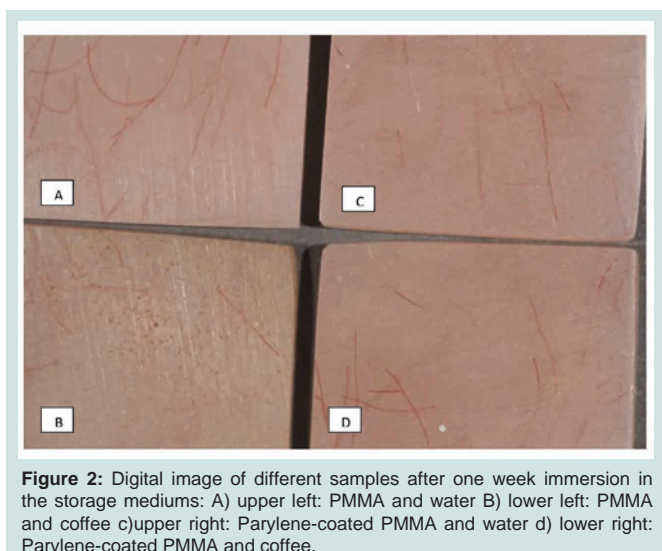 A
C
B
D
Figure 2: Digital image of different samples after one week immersion in
the storage mediums: A) upper left: PMMA and water B) lower left: PMMA
and coffee c)upper right: Parylene-coated PMMA and water d) lower right:
Parylene-coated PMMA and coffee.